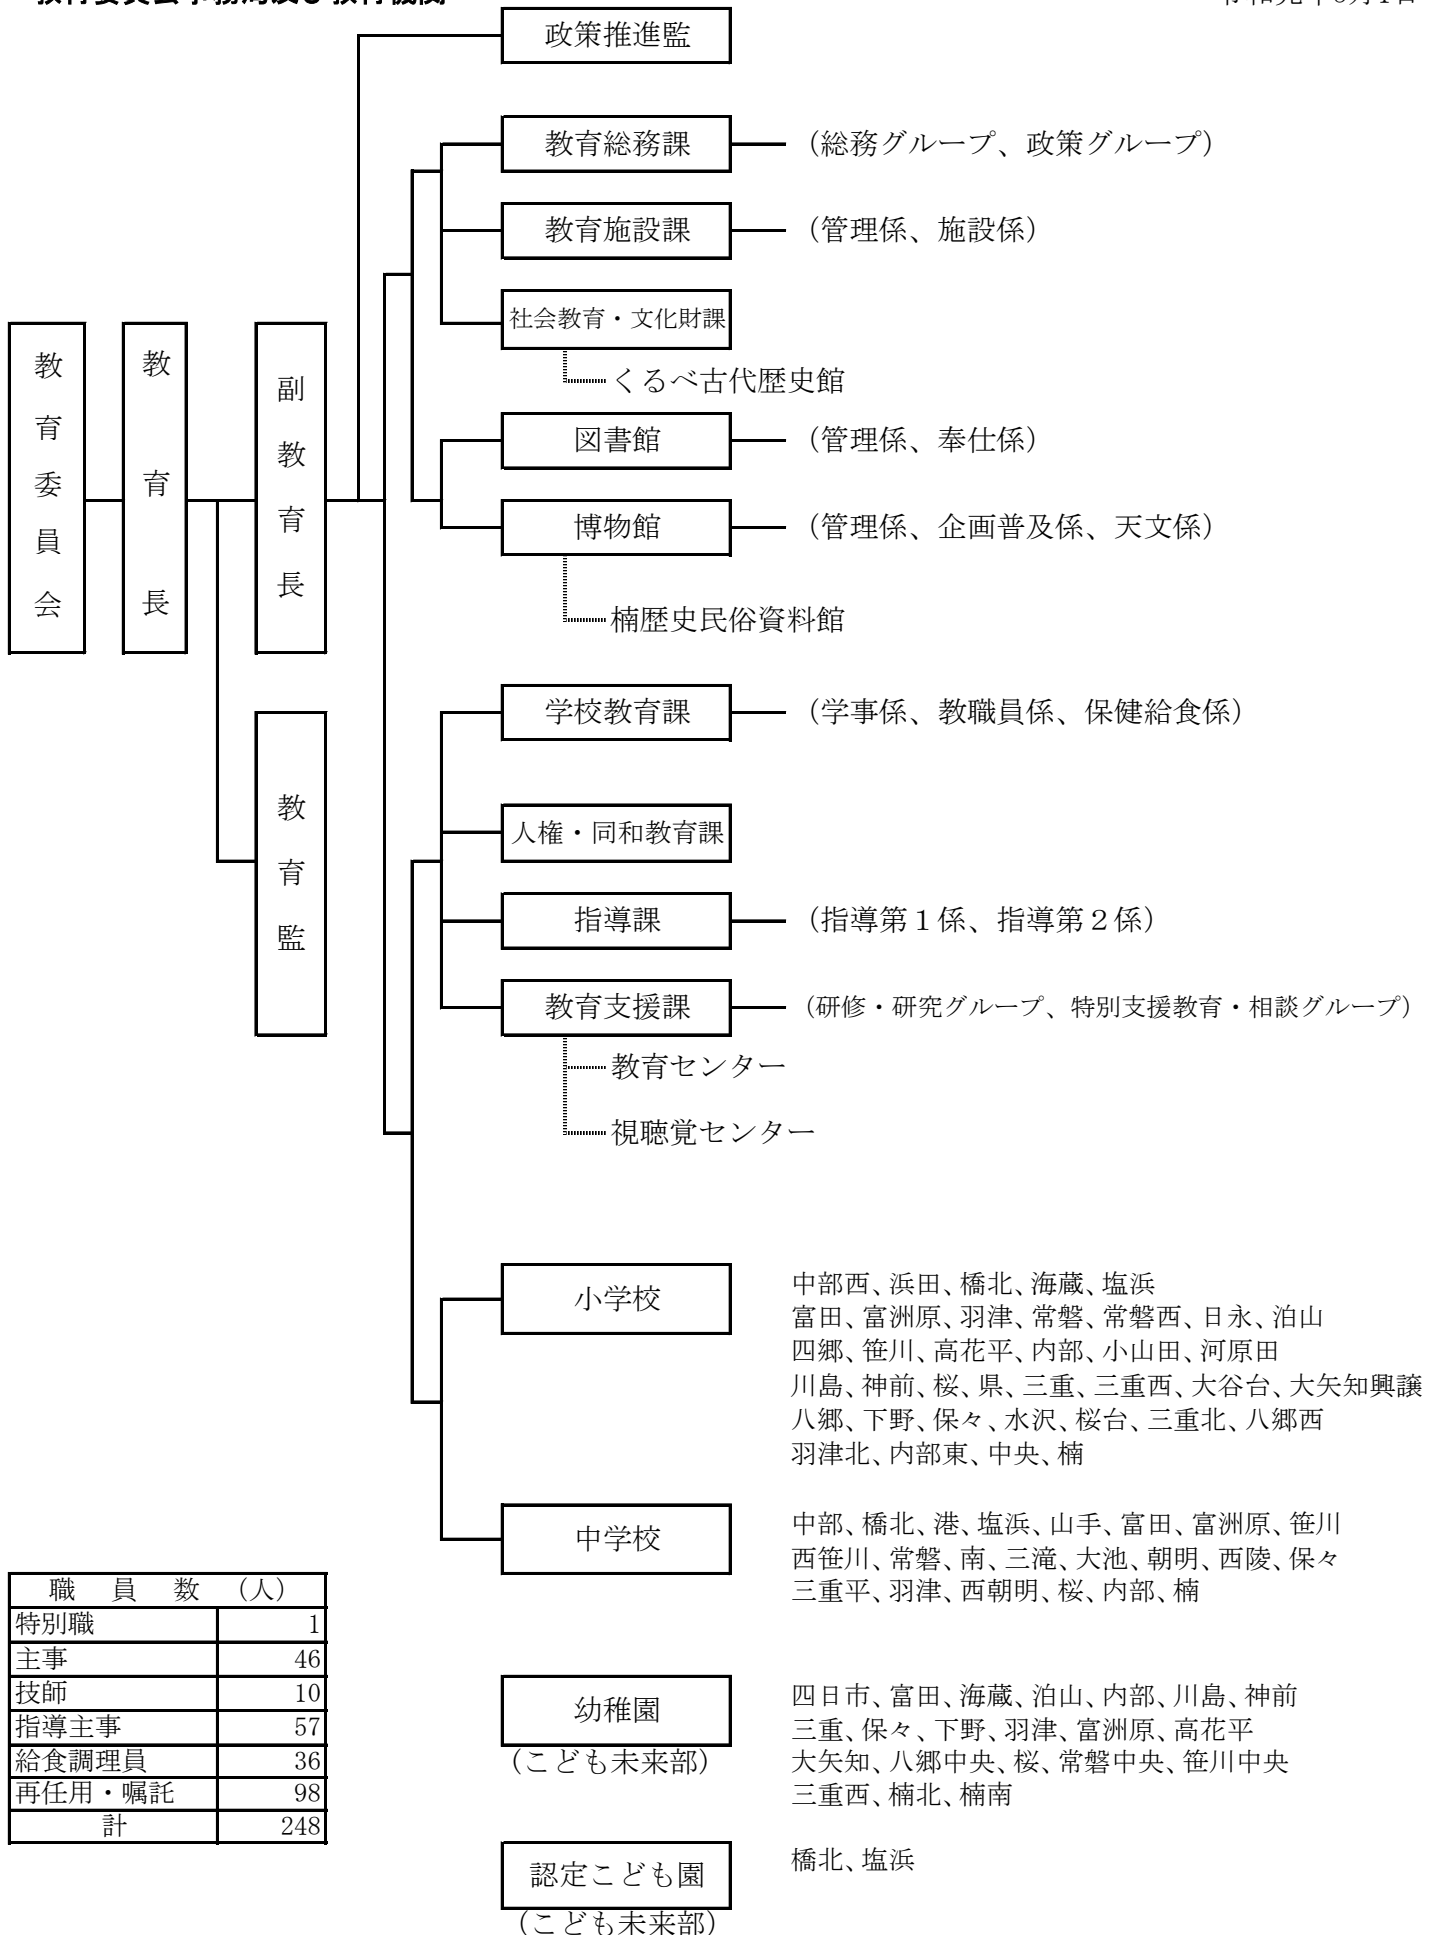 教育委員会事務局及び教育機関
政策推進監
教育総務課 （総務グループ、政策グループ）
教育施設課 （管理係、施設係）
社会教育・文化財課
くるべ古代歴史館
教育委員会
教育長
副教育長
図書館 （管理係、奉仕係）
博物館 （管理係、企画普及係、天文係）
楠歴史民俗資料館
教育監
学校教育課 （学事係、教職員係、保健給食係）
人権・同和教育課
指導課 （指導第１係、指導第２係）
教育支援課 （研修・研究グループ、特別支援教育・相談グループ）
教育センター
視聴覚センター
小学校
中部西、浜田、橋北、海蔵、塩浜
富田、富洲原、羽津、常磐、常磐西、日永、泊山
四郷、笹川、高花平、内部、小山田、河原田
川島、神前、桜、県、三重、三重西、大谷台、大矢知興譲
八郷、下野、保々、水沢、桜台、三重北、八郷西
羽津北、内部東、中央、楠
中学校
中部、橋北、港、塩浜、山手、富田、富洲原、笹川
西笹川、常磐、南、三滝、大池、朝明、西陵、保々
三重平、羽津、西朝明、桜、内部、楠
職員数（人）
特別職 1
主事 46
技師 10
指導主事 57
給食調理員 36
再任用・嘱託 98
計 248
幼稚園
（こども未来部）
四日市、富田、海蔵、泊山、内部、川島、神前
三重、保々、下野、羽津、富洲原、高花平
大矢知、八郷中央、桜、常磐中央、笹川中央
三重西、楠北、楠南
認定こども園
（こども未来部）
橋北、塩浜